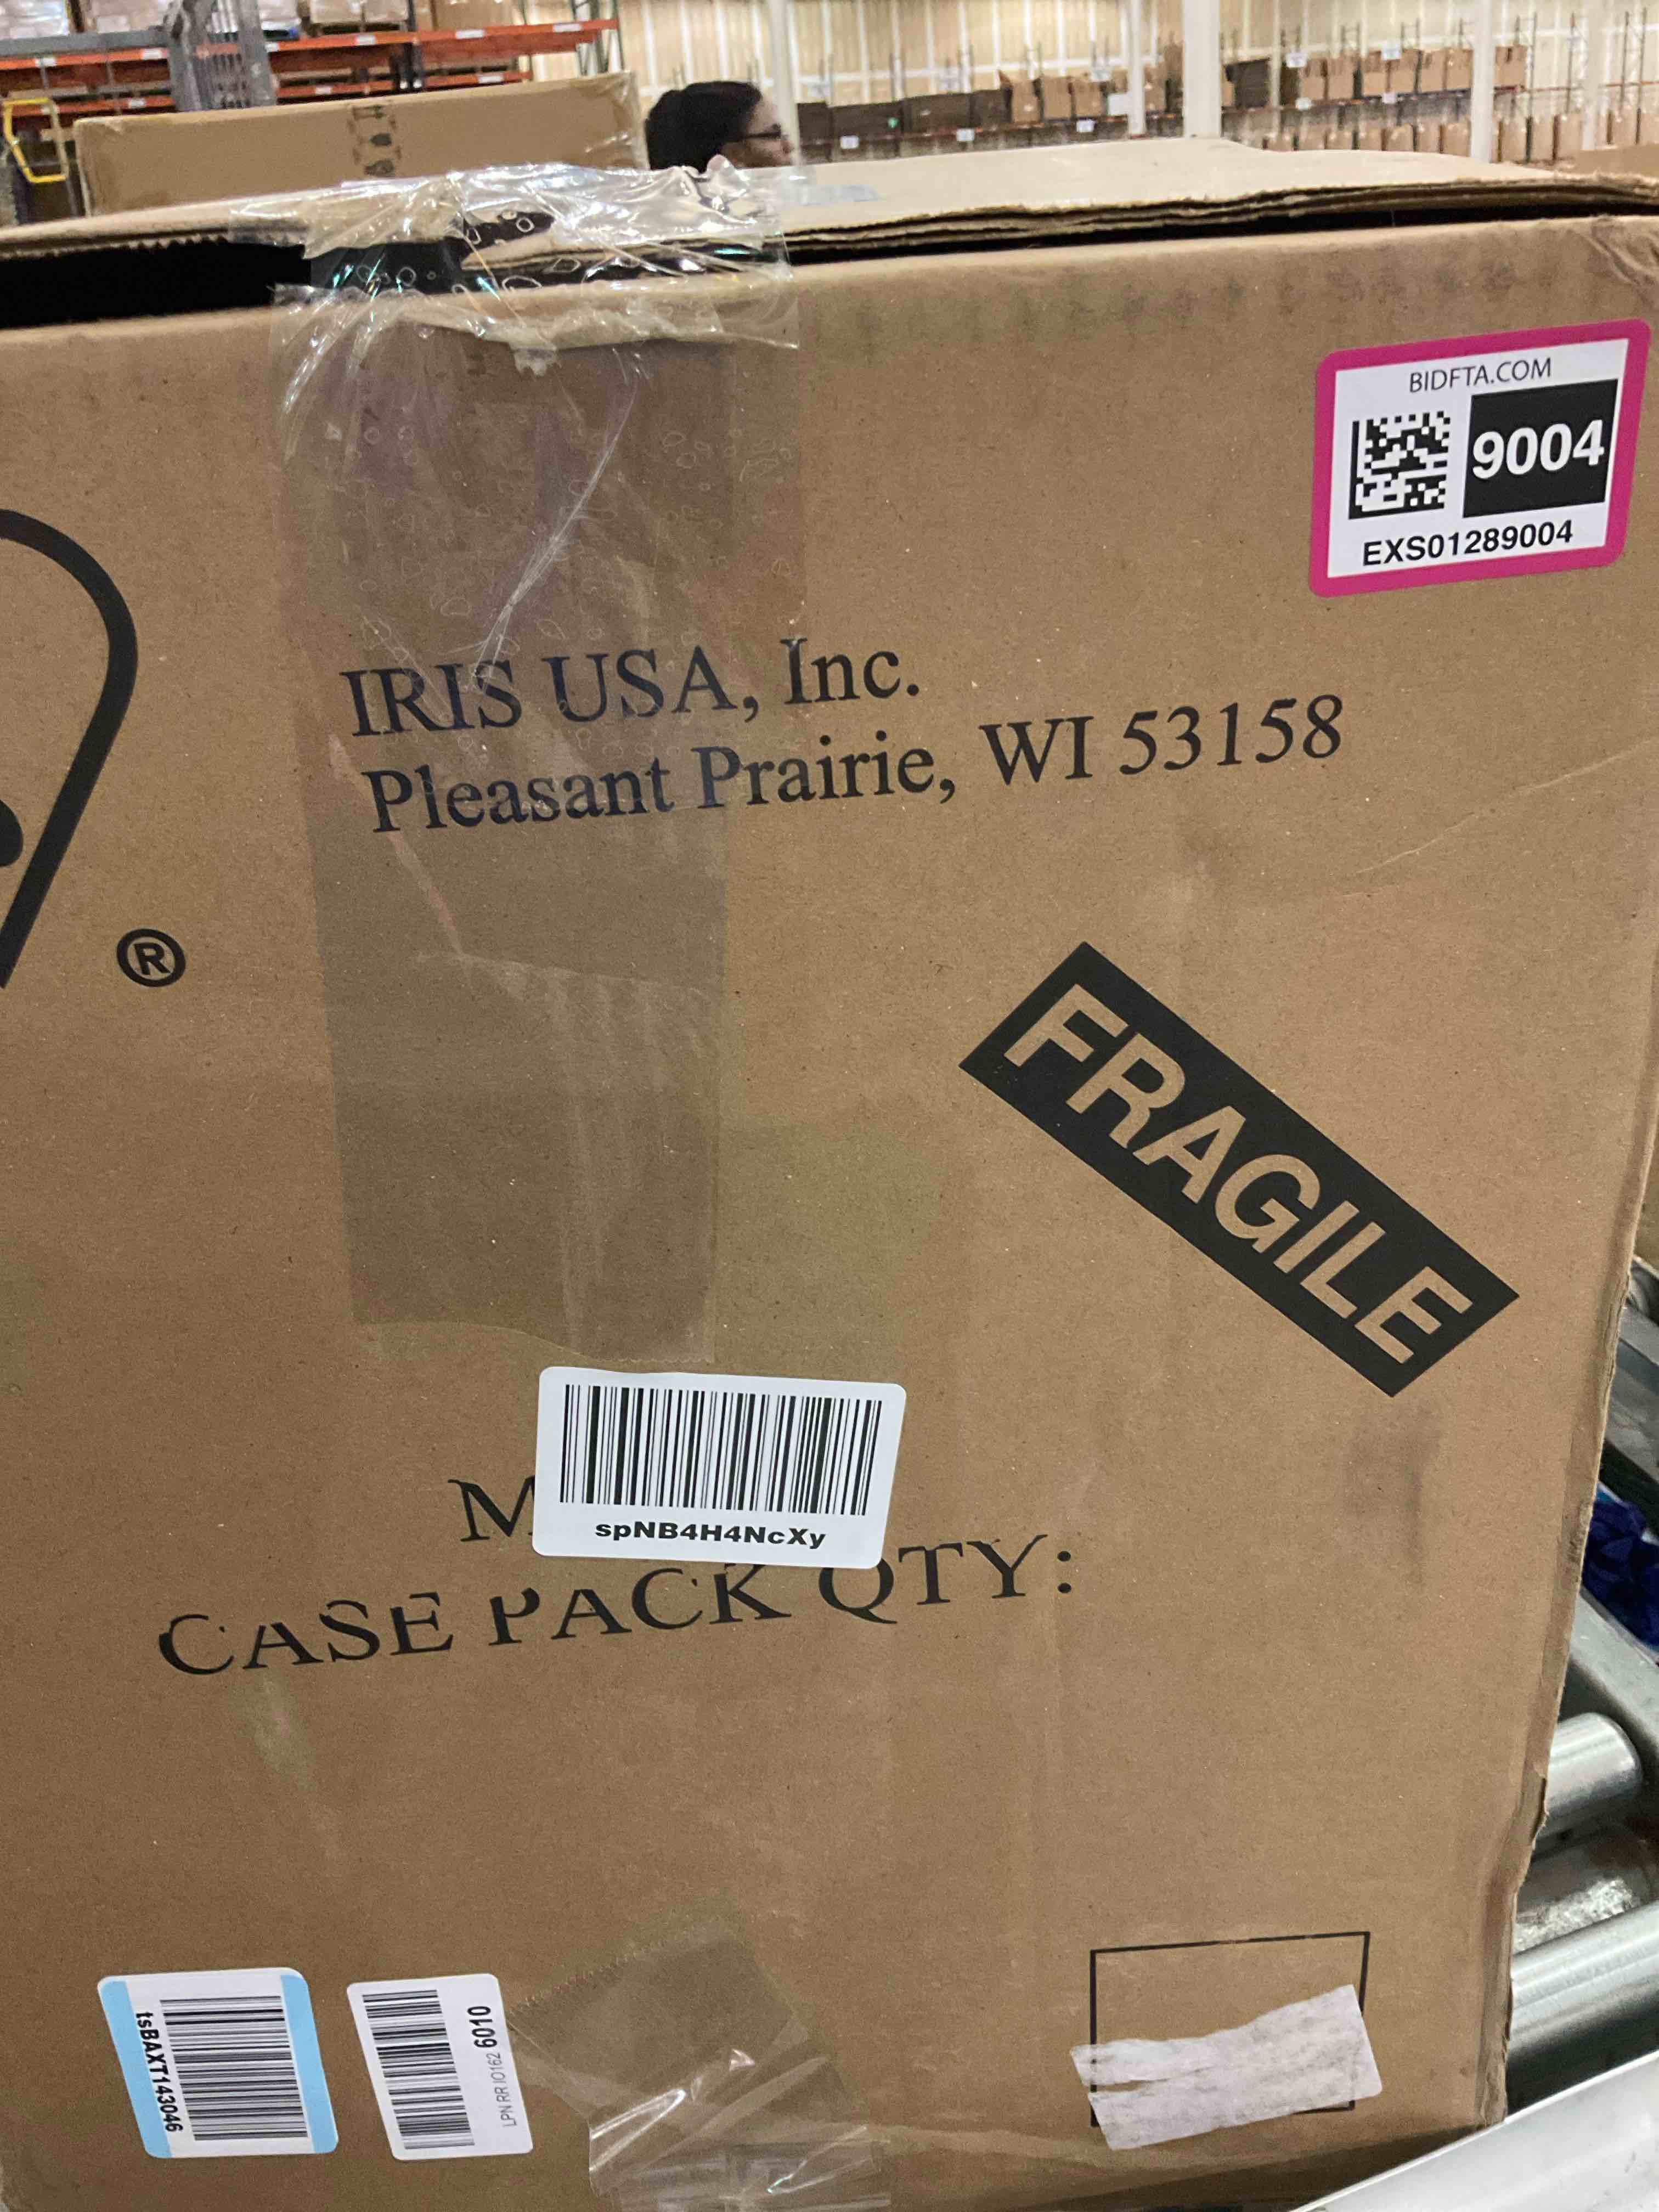 BIDFTA.COM
9004
EXS01289004
IRIS USA, Inc.
Pleasant Prairie, WI 53158
®
FRAGILE
spNB4H4NcXy
CASE PACK QTY:
tsBAXT143046
LPN RR IO162 6010